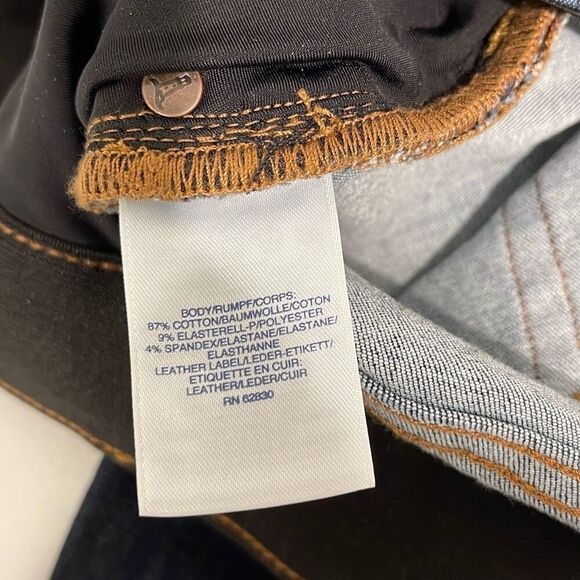 BODY/RUMPF/CORPS:
87% COTTON/BAUMWOLLE/COTON
9% ELASTERELL-P/POLYESTER
4% SPANDEX/ELASTANE/ELASTANE/
ELASTHANNE
LEATHER LABEL/LEDER-ETIKETT/
ETIQUETTE EN CUIR:
LEATHER/LEDER/CUIR
RN 62830